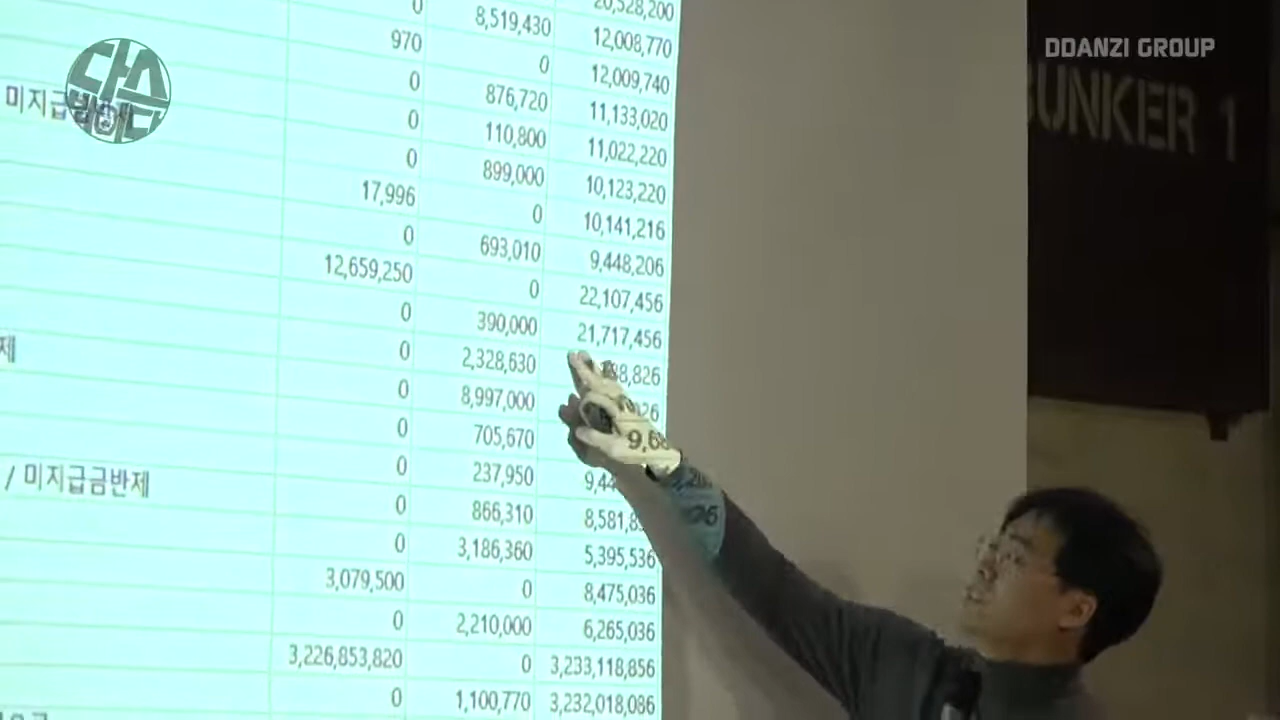 DDANZI GROUP
BUNKER 1
다스
20,528,200
0 8,519,430 12,008,770
970 0 12,009,740
0 876,720 11,133,020
미지급
0 110,800 11,022,220
0 899,000 10,123,220
17,996 0 10,141,216
0 693,010 9,448,206
12,659,250 0 22,107,456
0 390,000 21,717,456
제 0 2,328,630
0 8,997,000
0 705,670
/ 미지급금반제 0 237,950
0 866,310
0 3,186,360 5,395,536
3,079,500 0 8,475,036
0 2,210,000 6,265,036
3,226,853,820 0 3,233,118,856
0 1,100,770 3,232,018,086